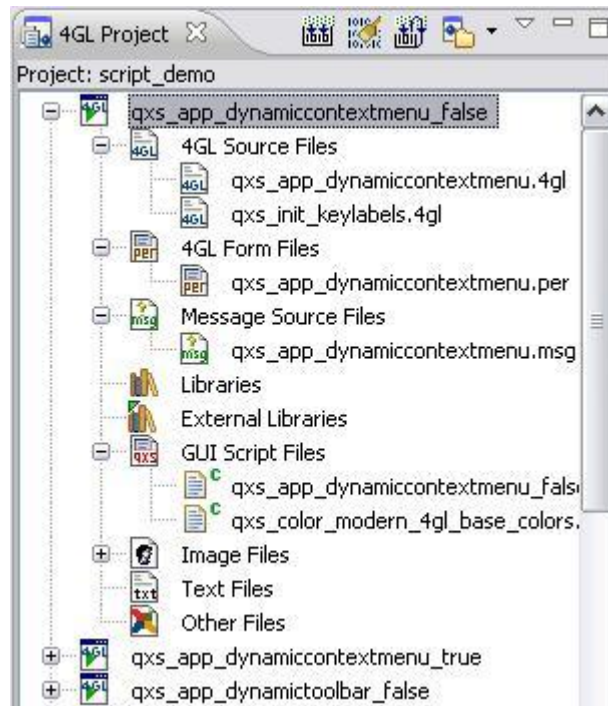 4GL Project
Project: script_demo
qxs_app_dynamiccontextmenu_false
4GL Source Files
qxs_app_dynamiccontextmenu.4gl
qxs_init_keylabels.4gl
4GL Form Files
qxs_app_dynamiccontextmenu.per
Message Source Files
qxs_app_dynamiccontextmenu.msg
Libraries
External Libraries
GUI Script Files
qxs_app_dynamiccontextmenu_fals
qxs_color_modern_4gl_base_colors.
Image Files
Text Files
Other Files
qxs_app_dynamiccontextmenu_true
qxs_app_dynamictoolbar_false